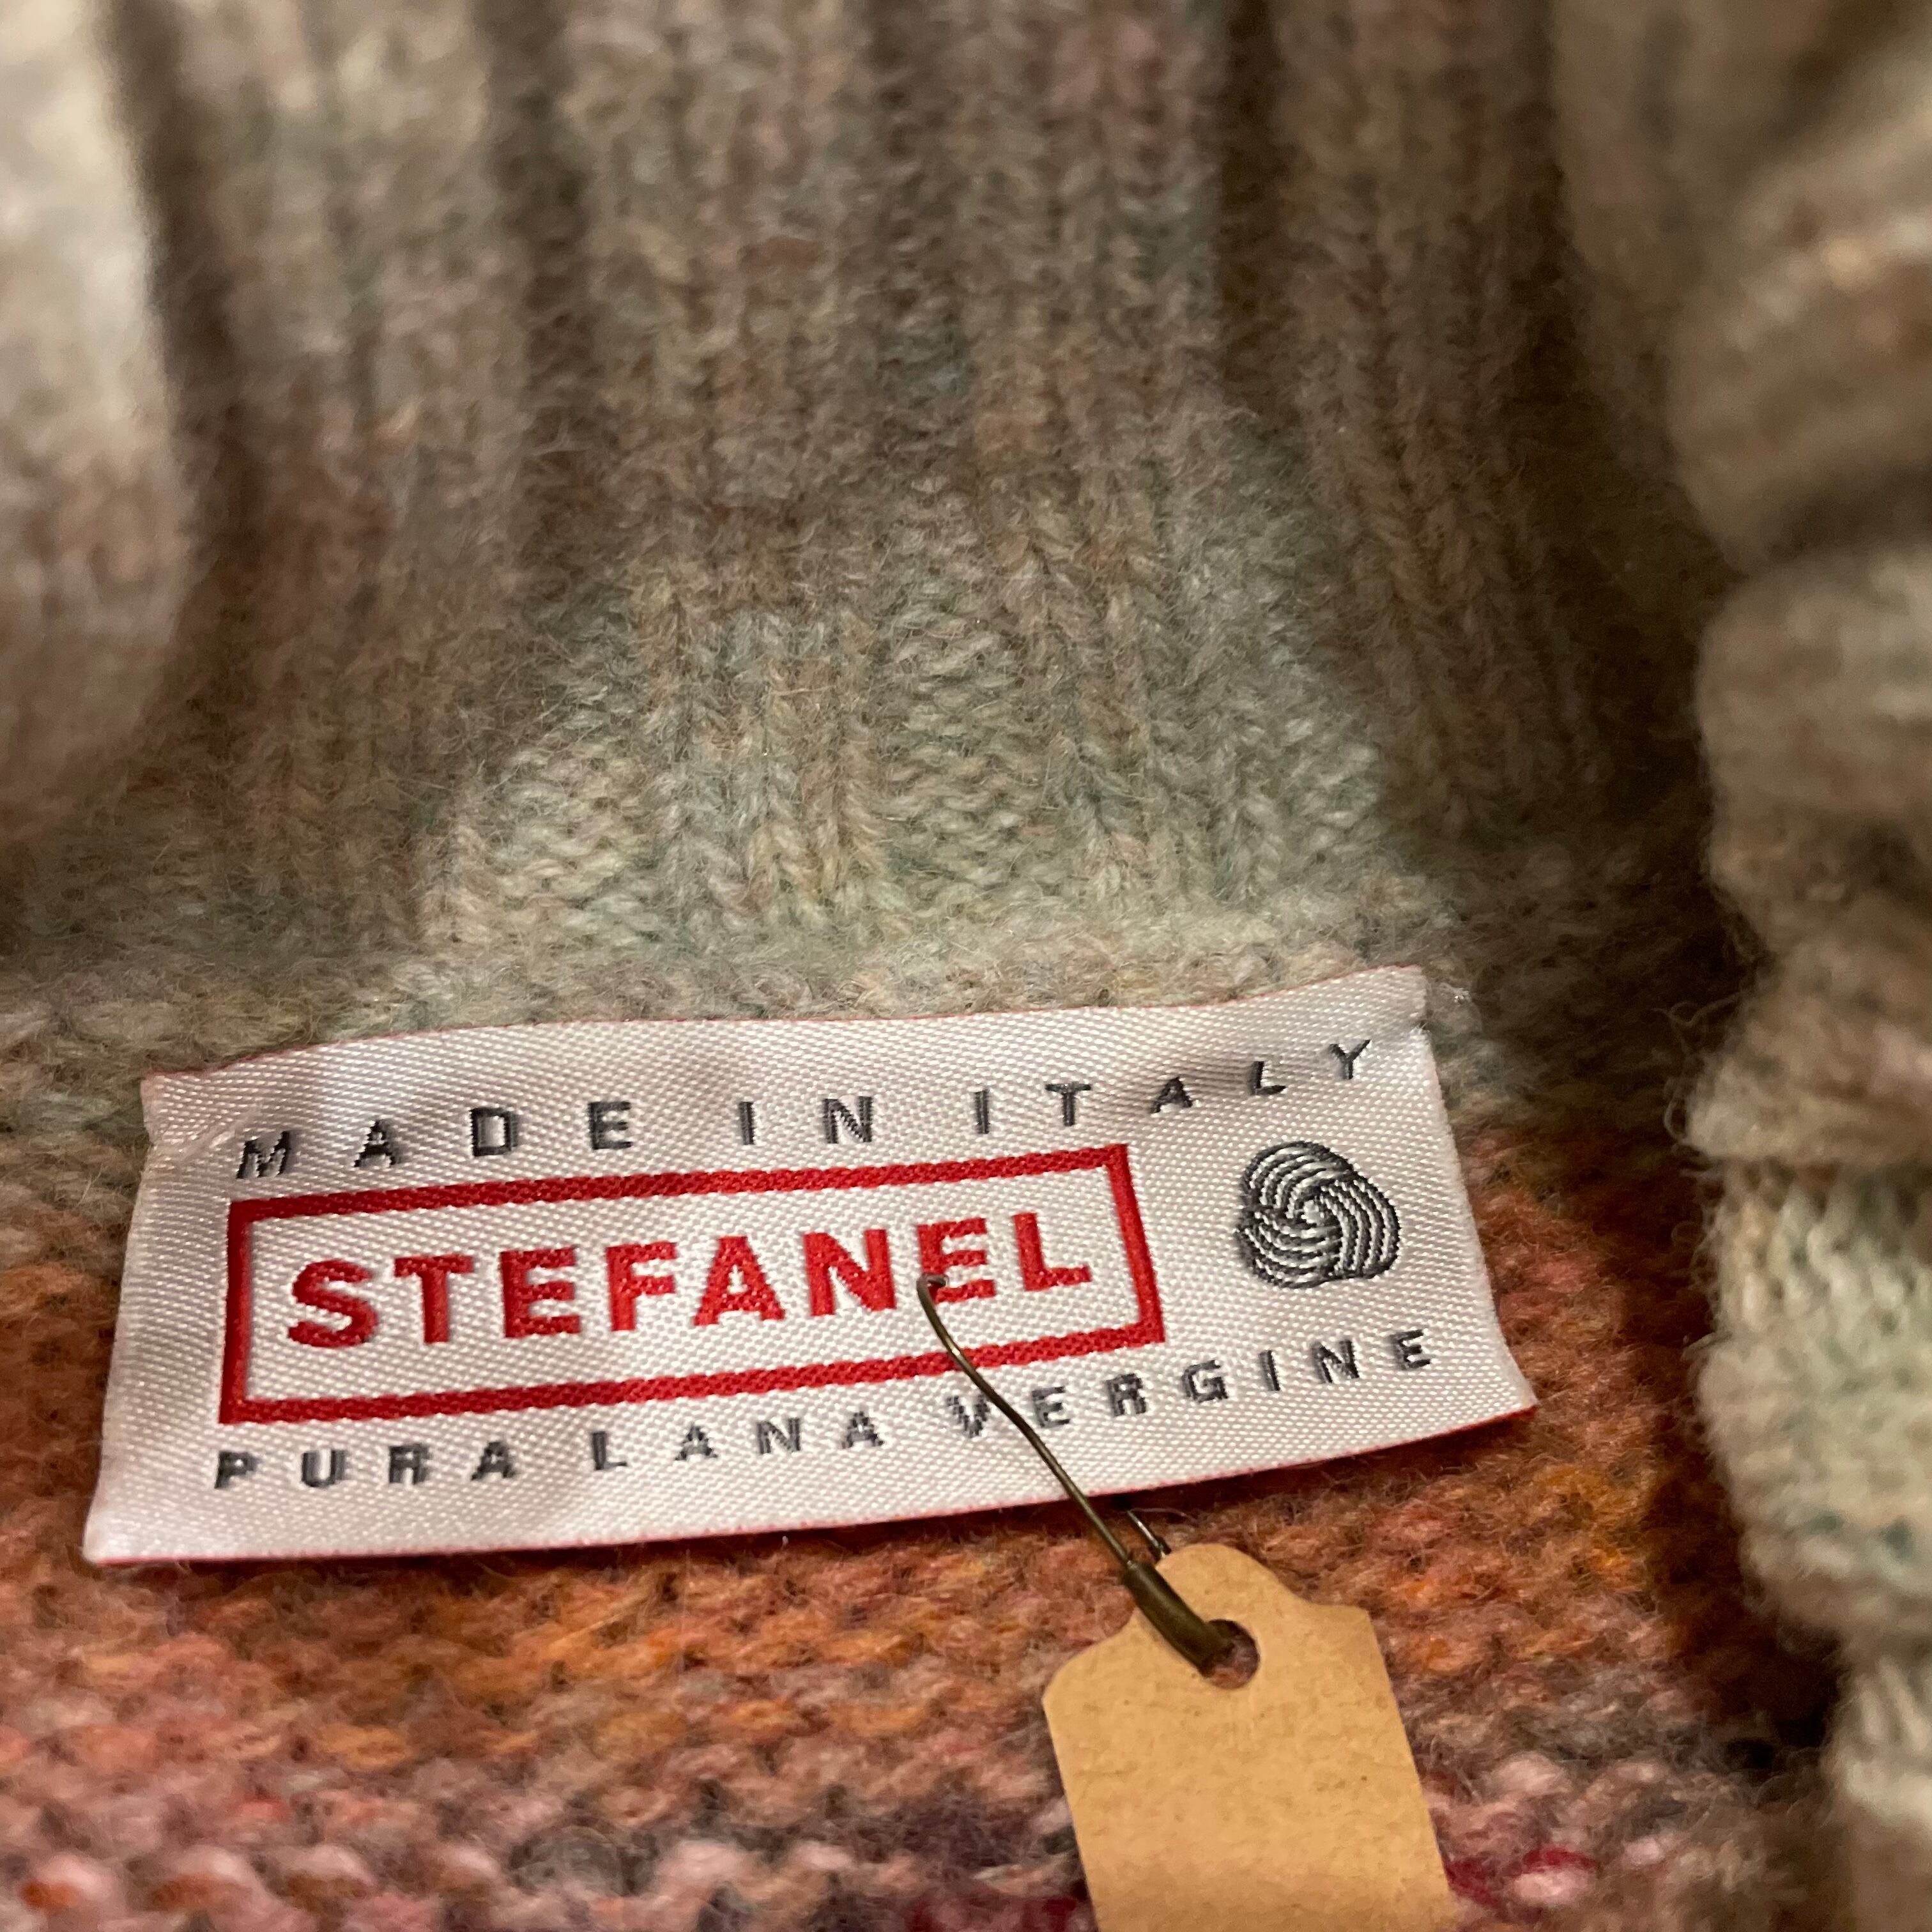 MADE IN ITALY
STEFANEL
PURA LANA VERGINE